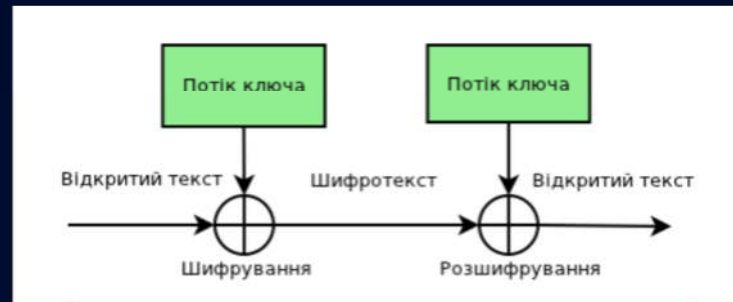 Потік ключа Потік ключа
Відкритий текст Шифротекст Відкритий текст
Шифрування Розшифрування